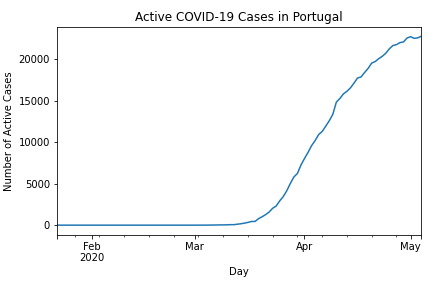 Active COVID-19 Cases in Portugal
Number of Active Cases
20000
15000
10000
5000
0
Feb
2020
Mar
Apr
May
Day